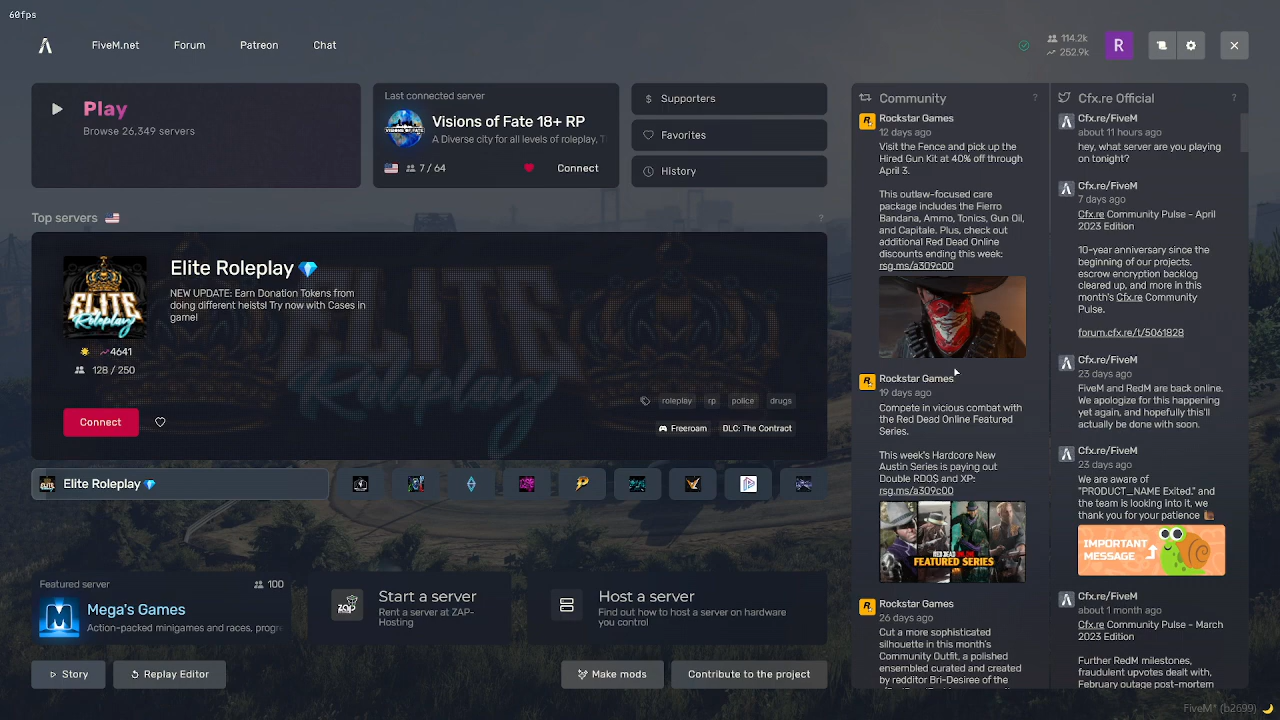 60fps
FiveM.net
Forum
Patreon
Chat
114.2k
252.9k
R
Play
Browse 26,349 servers
Last connected server
VISIONS OF FATE
Visions of Fate 18+ RP
A Diverse city for all levels of roleplay, T
7 / 64
Connect
$ Supporters
Favorites
History
Top servers
?
ELITE
Roleplay
Elite Roleplay 💎
NEW UPDATE: Earn Donation Tokens from
doing different heists! Try now with Cases in
game!
4641
128 / 250
Connect
ELITE
Roleplay
roleplay
rp
police
drugs
Freeroam
DLC: The Contract
Elite Roleplay 💎
Featured server
100
Mega's Games
Action-packed minigames and races, progre
ZAP
Start a server
Rent a server at ZAP-
Hosting
Host a server
Find out how to host a server on hardware
you control
Story
Replay Editor
Make mods
Contribute to the project
Community
?
Rockstar Games
12 days ago
Visit the Fence and pick up the
Hired Gun Kit at 40% off through
April 3.
This outlaw-focused care
package includes the Fierro
Bandana, Ammo, Tonics, Gun Oil,
and Capitale. Plus, check out
additional Red Dead Online
discounts ending this week:
rsg.ms/a309c00
Rockstar Games
19 days ago
Compete in vicious combat with
the Red Dead Online Featured
Series.
This week's Hardcore New
Austin Series is paying out
Double RDO$ and XP:
rsg.ms/a309c00
RED DEAD ONLINE
FEATURED SERIES
Rockstar Games
26 days ago
Cut a more sophisticated
silhouette in this month's
Community Outfit, a polished
ensembled curated and created
by redditor Bri-Desiree of the
Cfx.re Official
?
Cfx.re/FiveM
about 11 hours ago
hey, what server are you playing
on tonight?
Cfx.re/FiveM
7 days ago
Cfx.re Community Pulse - April
2023 Edition
10-year anniversary since the
beginning of our projects,
escrow encryption backlog
cleared up, and more in this
month's Cfx.re Community
Pulse.
forum.cfx.re/t/5061828
Cfx.re/FiveM
23 days ago
FiveM and RedM are back online.
We apologize for this happening
yet again, and hopefully this'll
actually be done with soon.
Cfx.re/FiveM
23 days ago
We are aware of
"PRODUCT_NAME Exited." and
the team is looking into it, we
thank you for your patience
IMPORTANT
MESSAGE
Cfx.re/FiveM
about 1 month ago
Cfx.re Community Pulse - March
2023 Edition
Further RedM milestones,
fraudulent upvotes dealt with,
February outage post-mortem
FiveM* (b2699)